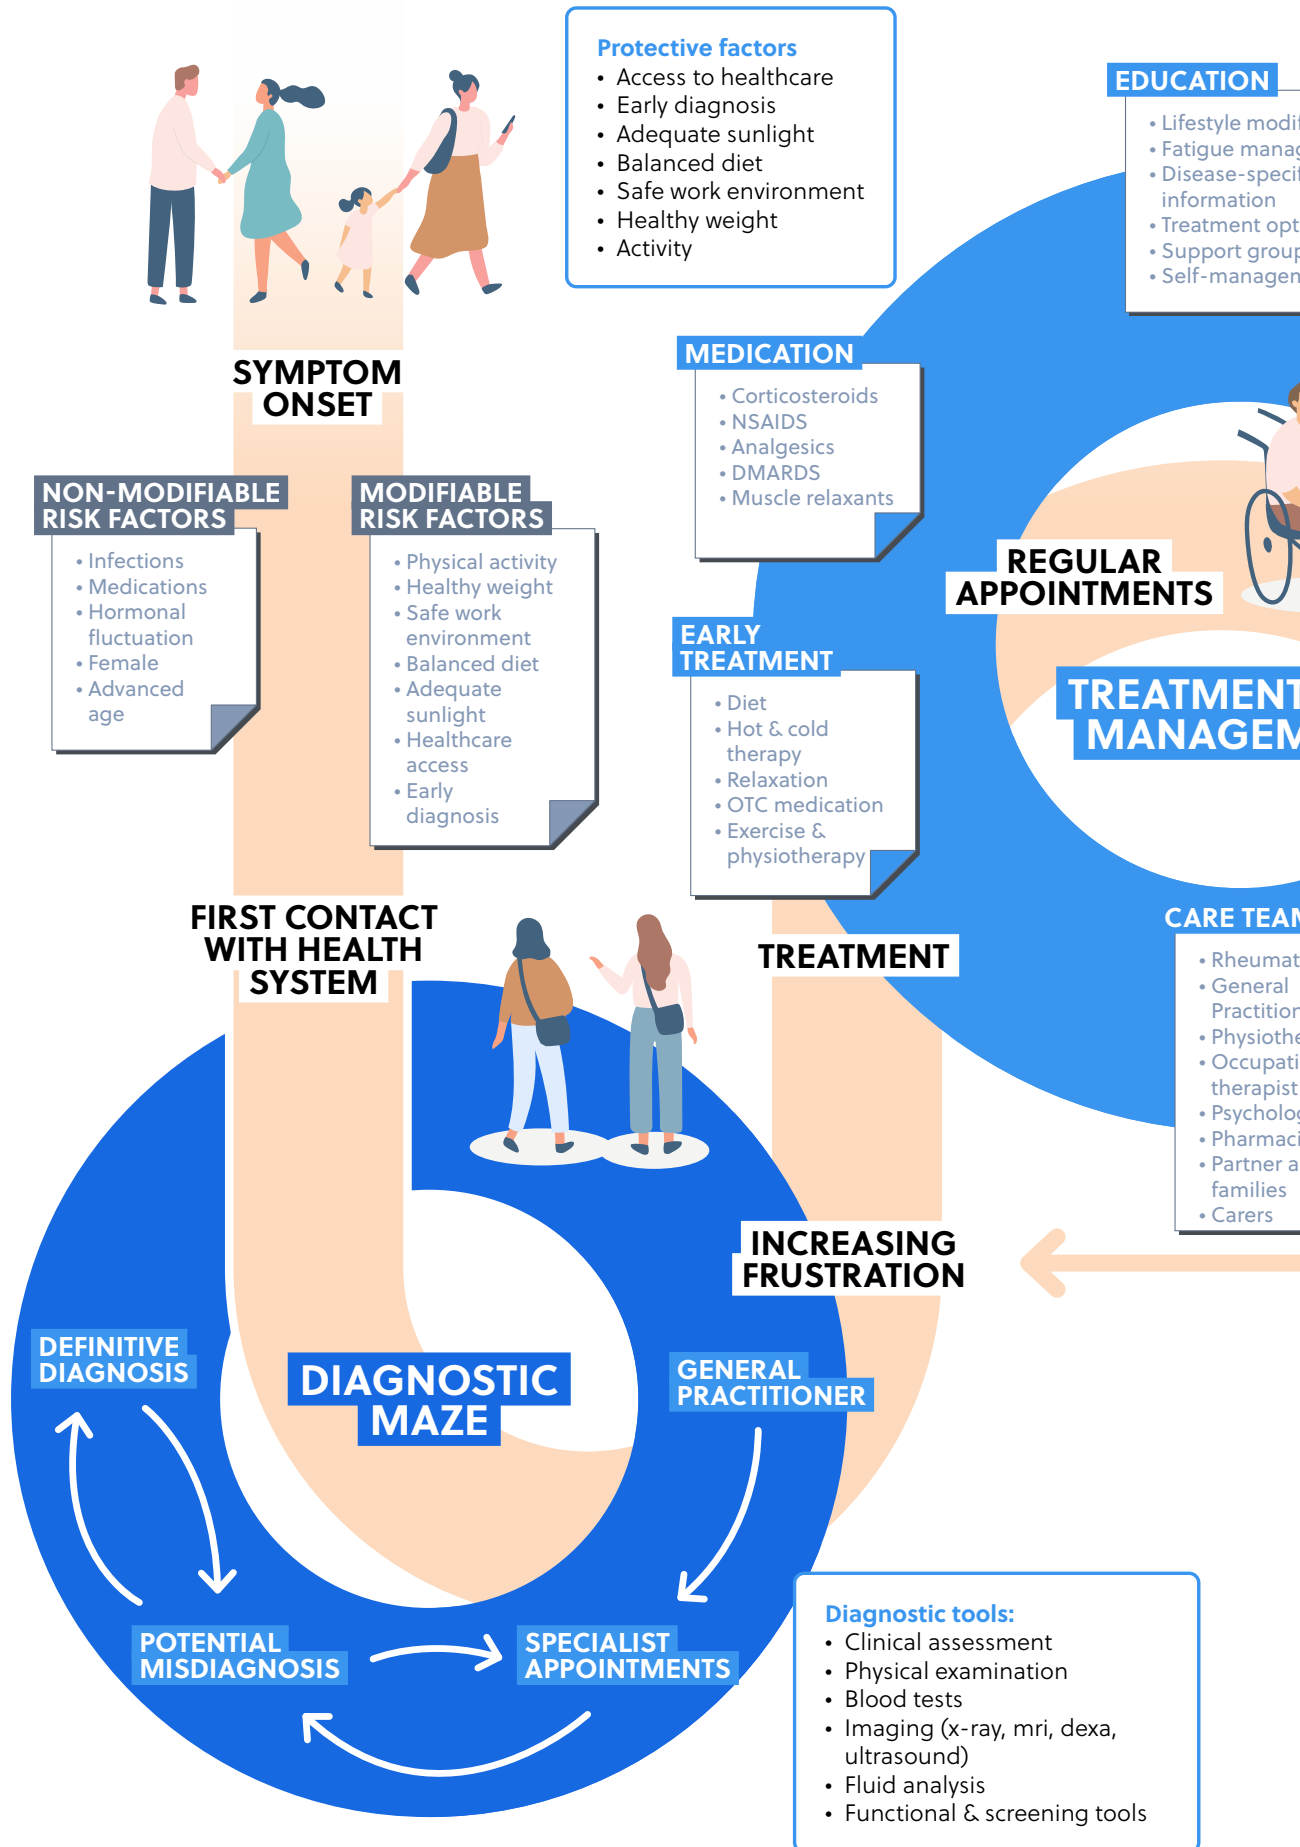 Protective factors
• Access to healthcare
• Early diagnosis
• Adequate sunlight
• Balanced diet
• Safe work environment
• Healthy weight
• Activity
EDUCATION
• Lifestyle
• Fatigue
• Disease-
information
• Treatment
• Support
• Self-
SYMPTOM
ONSET
MEDICATION
• Corticosteroids
• NSAIDS
• Analgesics
• DMARDS
• Muscle relaxants
NON-MODIFIABLE
RISK FACTORS
• Infections
• Medications
• Hormonal
fluctuation
• Female
• Advanced
age
MODIFIABLE
RISK FACTORS
• Physical activity
• Healthy weight
• Safe work
environment
• Balanced diet
• Adequate
sunlight
• Healthcare
access
• Early
diagnosis
REGULAR
APPOINTMENTS
EARLY
TREATMENT
• Diet
• Hot & cold
therapy
• Relaxation
• OTC medication
• Exercise &
physiotherapy
TREATMENT
MANAGEM
FIRST CONTACT
WITH HEALTH
SYSTEM
TREATMENT
CARE TEAM
• Rheumat
• General
Practition
• Physiothe
• Occupati
therapist
• Psycholog
• Pharmaci
• Partner a
families
• Carers
INCREASING
FRUSTRATION
DEFINITIVE
DIAGNOSIS
DIAGNOSTIC
MAZE
GENERAL
PRACTITIONER
POTENTIAL
MISDIAGNOSIS
SPECIALIST
APPOINTMENTS
Diagnostic tools:
• Clinical assessment
• Physical examination
• Blood tests
• Imaging (x-ray, mri, dexa,
ultrasound)
• Fluid analysis
• Functional & screening tools